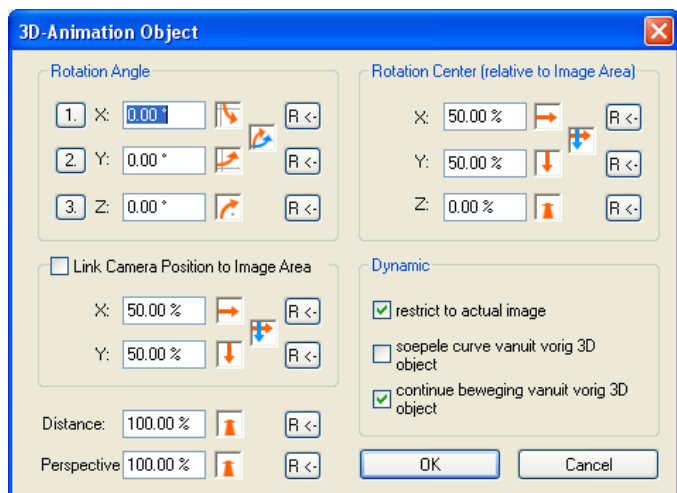 3D-Animation Object
Rotation Angle
1. X: 0.00 ° R <-
2. Y: 0.00 ° R <-
3. Z: 0.00 ° R <-
Rotation Center (relative to Image Area)
X: 50.00 % R <-
Y: 50.00 % R <-
Z: 0.00 % R <-
Link Camera Position to Image Area
X: 50.00 % R <-
Y: 50.00 % R <-
Distance: 100.00 % R <-
Perspective 100.00 % R <-
Dynamic
restrict to actual image
soepele curve vanuit vorig 3D
object
continue beweging vanuit vorig 3D
object
OK Cancel